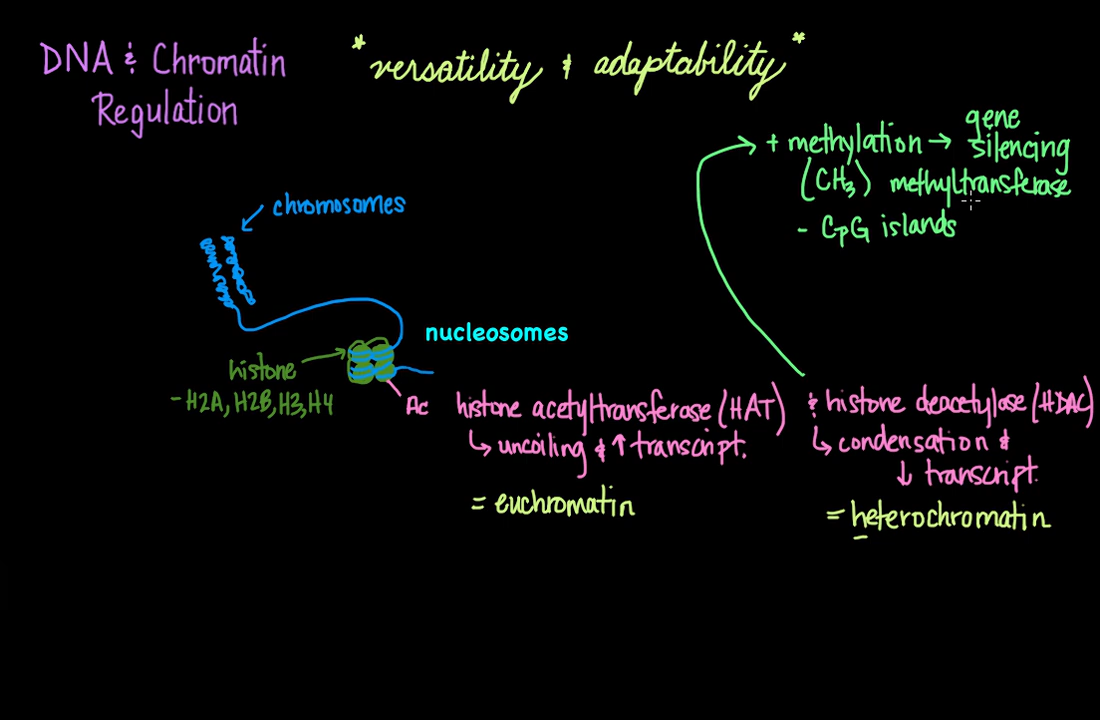 DNA & Chromatin
Regulation
*versatility & adaptability*
+ methylation → gene silencing
(CH3) methyltransferase
- CpG islands
chromosomes
nucleosomes
histone
- H2A, H2B, H3, H4
Ac
histone acetyltransferase (HAT)
↳ uncoiling & ↑ transcript.
= euchromatin
& histone deacetylase (HDAC)
↳ condensation &
↓ transcript.
= heterochromatin